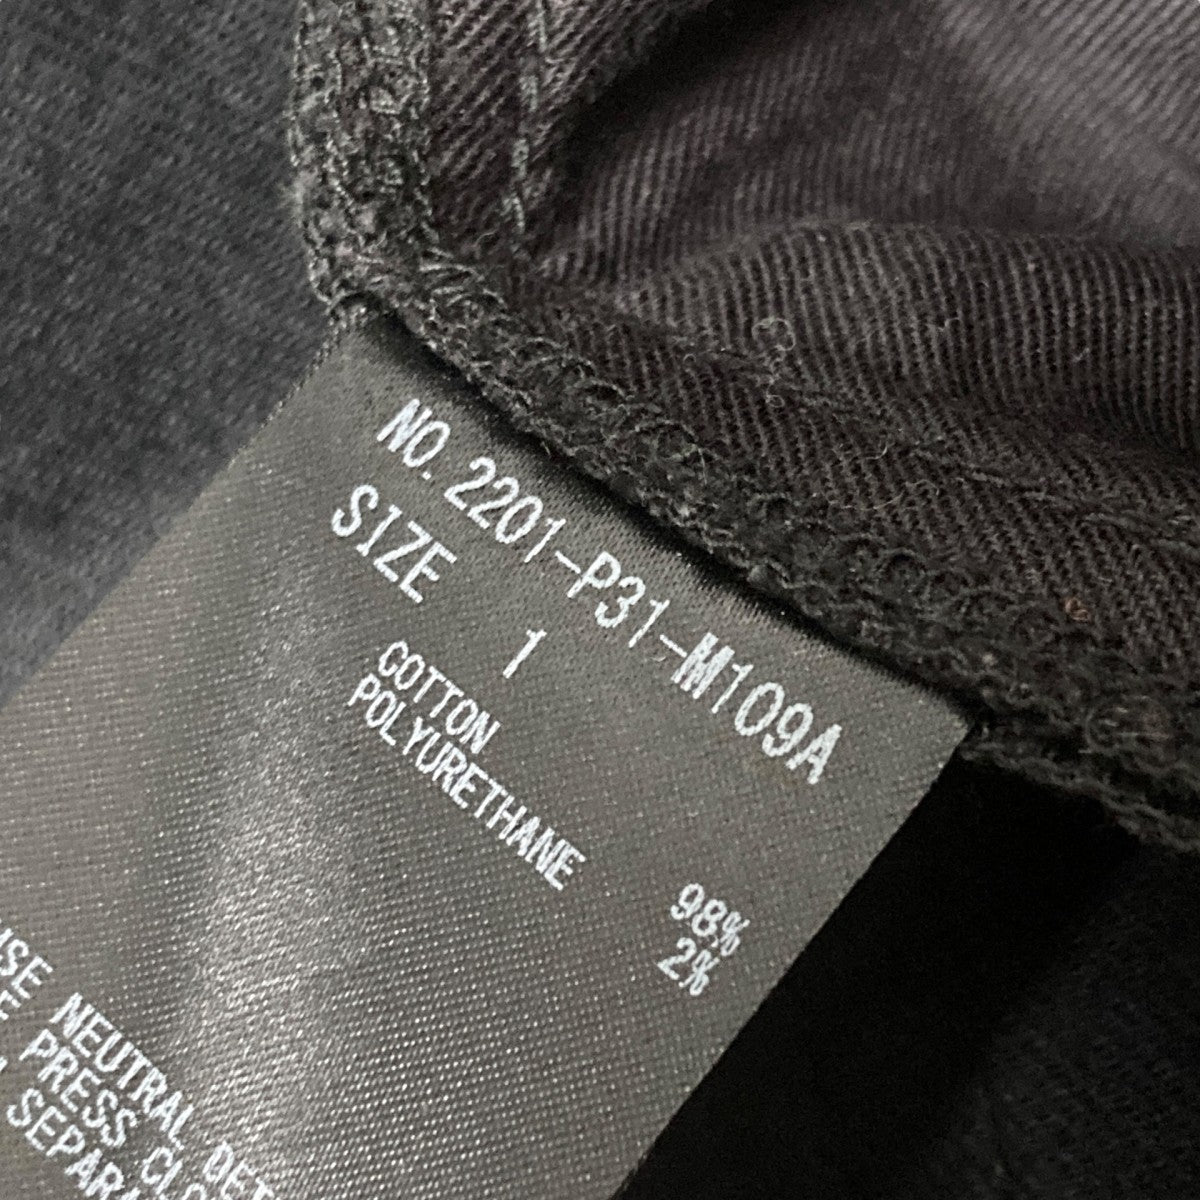 NO. 2201-P31-M109A
SIZE 1
COTTON 98%
POLYURETHANE 2%
NEUTRAL
PRESS